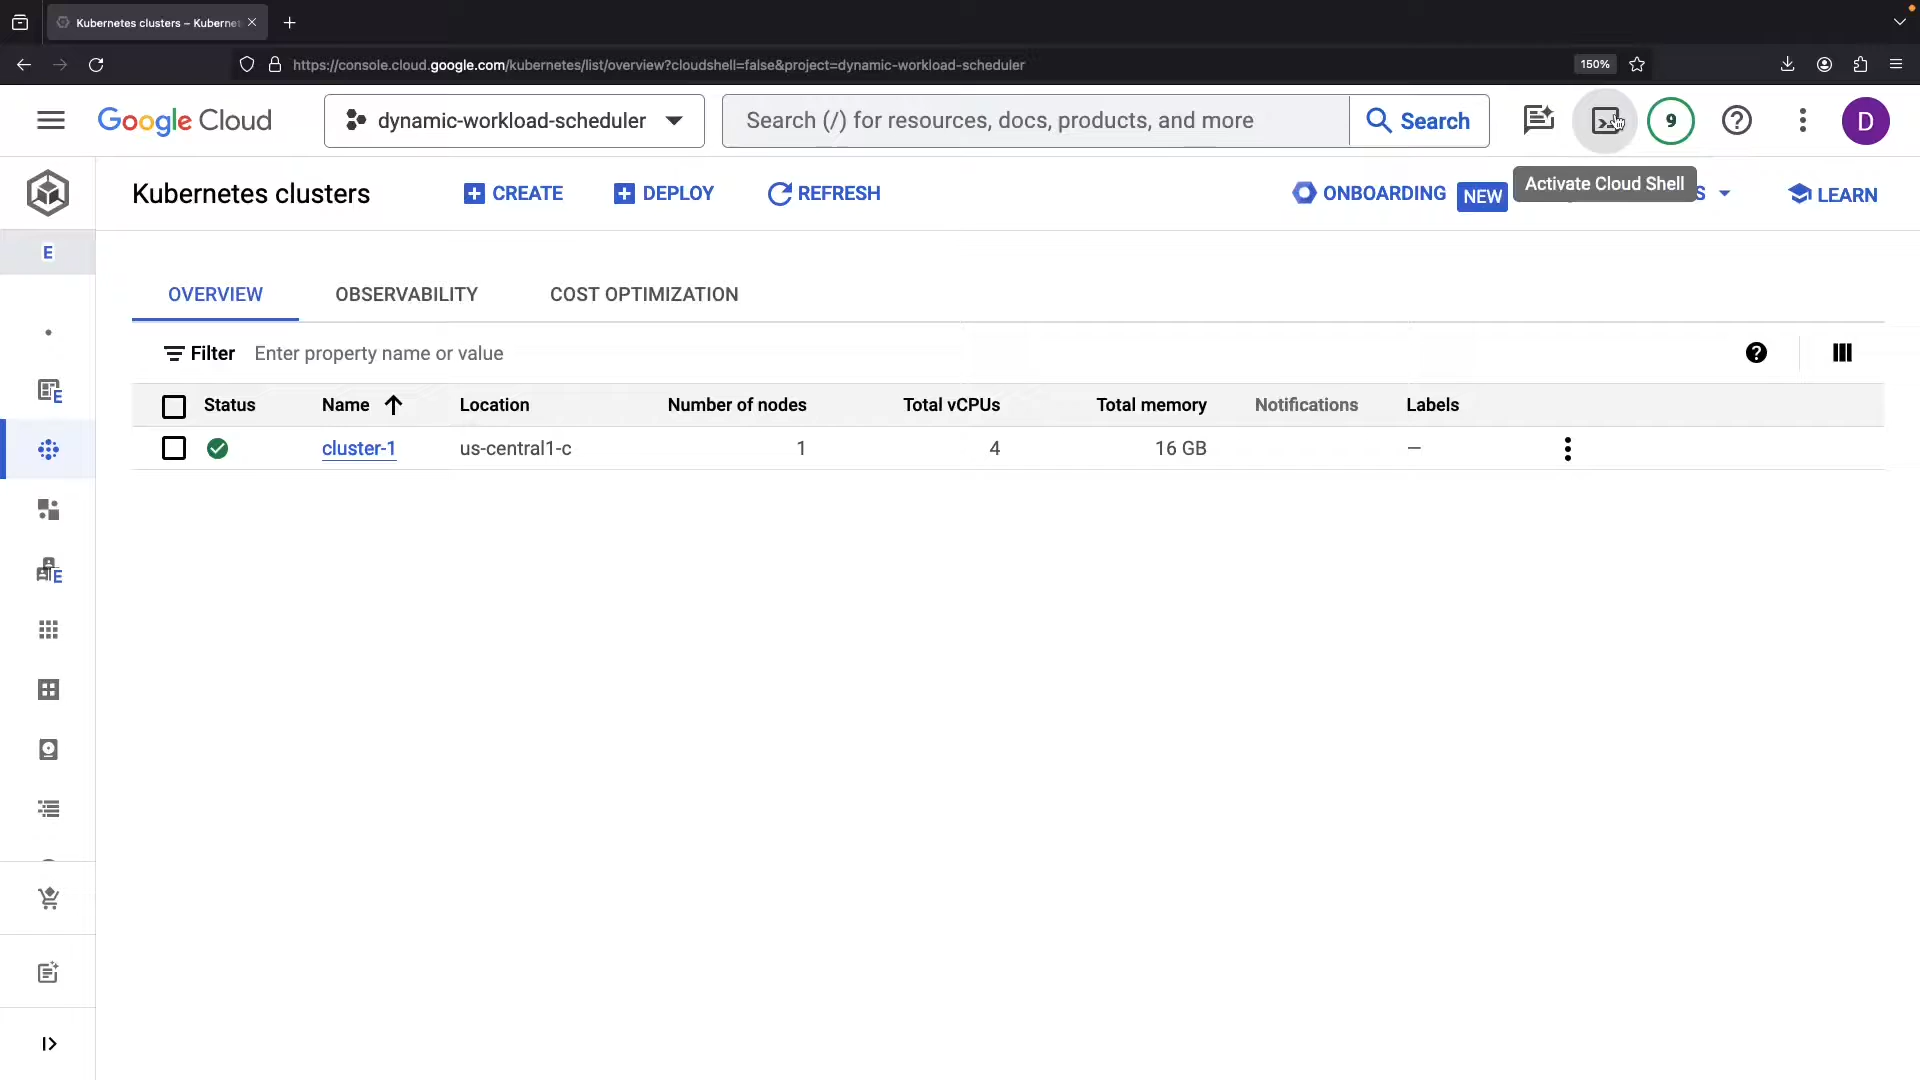 Kubernetes clusters – Kubernet
https://console.cloud.google.com/kubernetes/list/overview?cloudshell=false&project=dynamic-workload-scheduler
150%
Google Cloud
dynamic-workload-scheduler
Search (/) for resources, docs, products, and more
Search
9
D
Kubernetes clusters
CREATE
DEPLOY
REFRESH
ONBOARDING
NEW
Activate Cloud Shell
S
LEARN
E
OVERVIEW
OBSERVABILITY
COST OPTIMIZATION
Filter
Enter property name or value
E
Status Name Location Number of nodes Total vCPUs Total memory Notifications Labels
cluster-1 us-central1-c 1 4 16 GB —
E